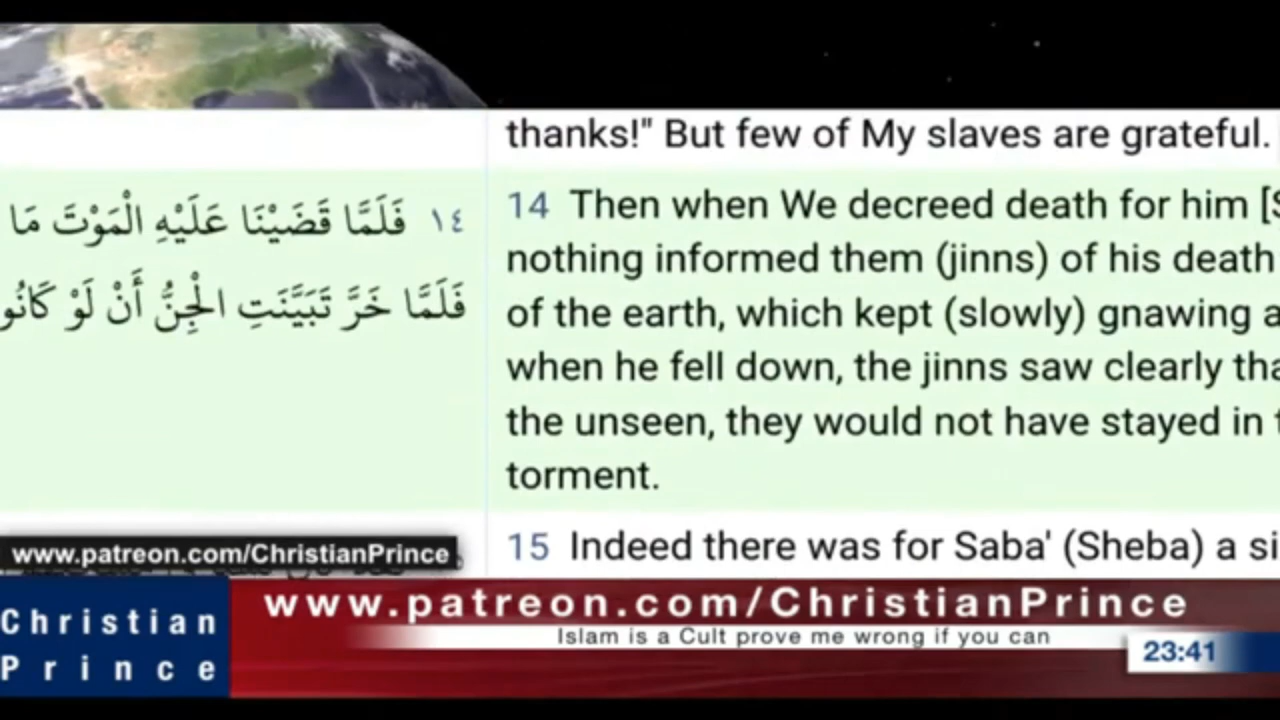 thanks!" But few of My slaves are grateful.
١٤ فَلَمَّا قَضَيْنَا عَلَيْهِ الْمَوْتَ مَا
فَلَمَّا خَرَّ تَبَيَّنَتِ الْجِنُّ أَنْ لَوْ
14 Then when We decreed death for him
nothing informed them (jinns) of his death
of the earth, which kept (slowly) gnawing
when he fell down, the jinns saw clearly
the unseen, they would not have stayed in
torment.
15 Indeed there was for Saba' (Sheba) a
www.patreon.com/ChristianPrince
www.patreon.com/ChristianPrince
Islam is a Cult prove me wrong if you can
Christian
Prince
23:41